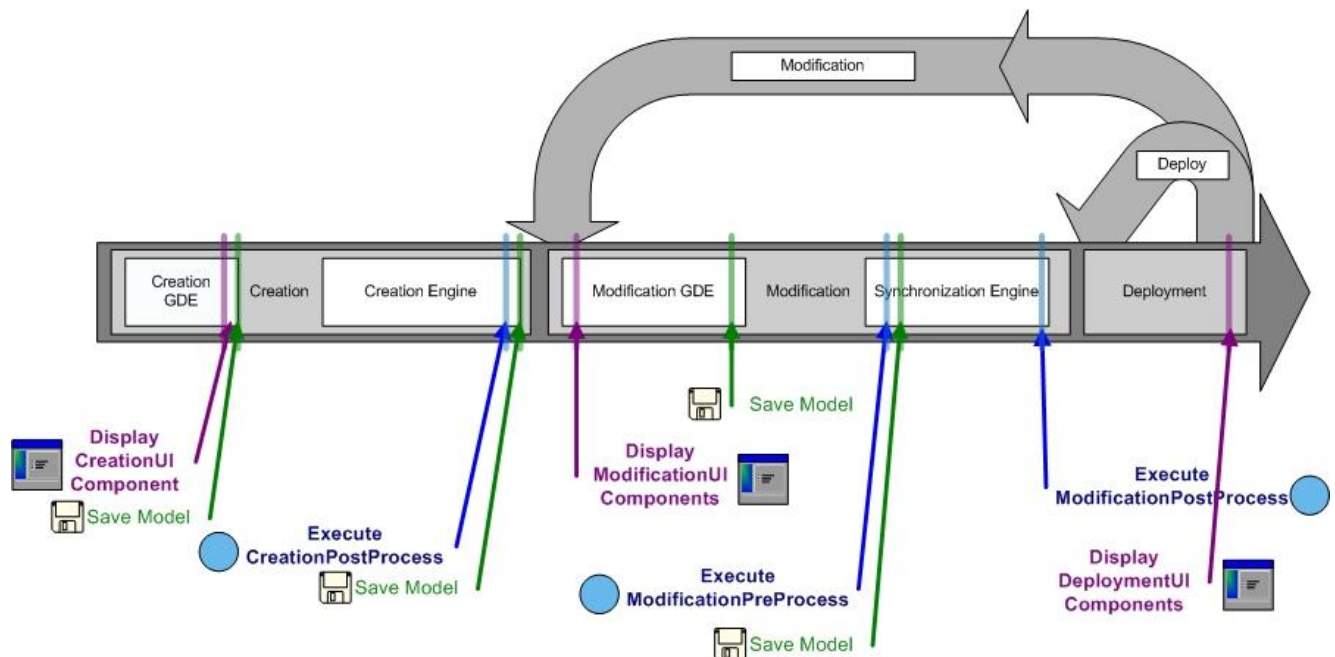 Modification
Deploy
Creation
GDE
Creation
Creation Engine
Modification GDE
Modification
Synchronization Engine
Deployment
Save Model
Display
CreationUI
Component
Save Model
Display
ModificationUI
Components
Execute
ModificationPostProcess
Execute
CreationPostProcess
Save Model
Execute
ModificationPreProcess
Display
DeploymentUI
Components
Save Model